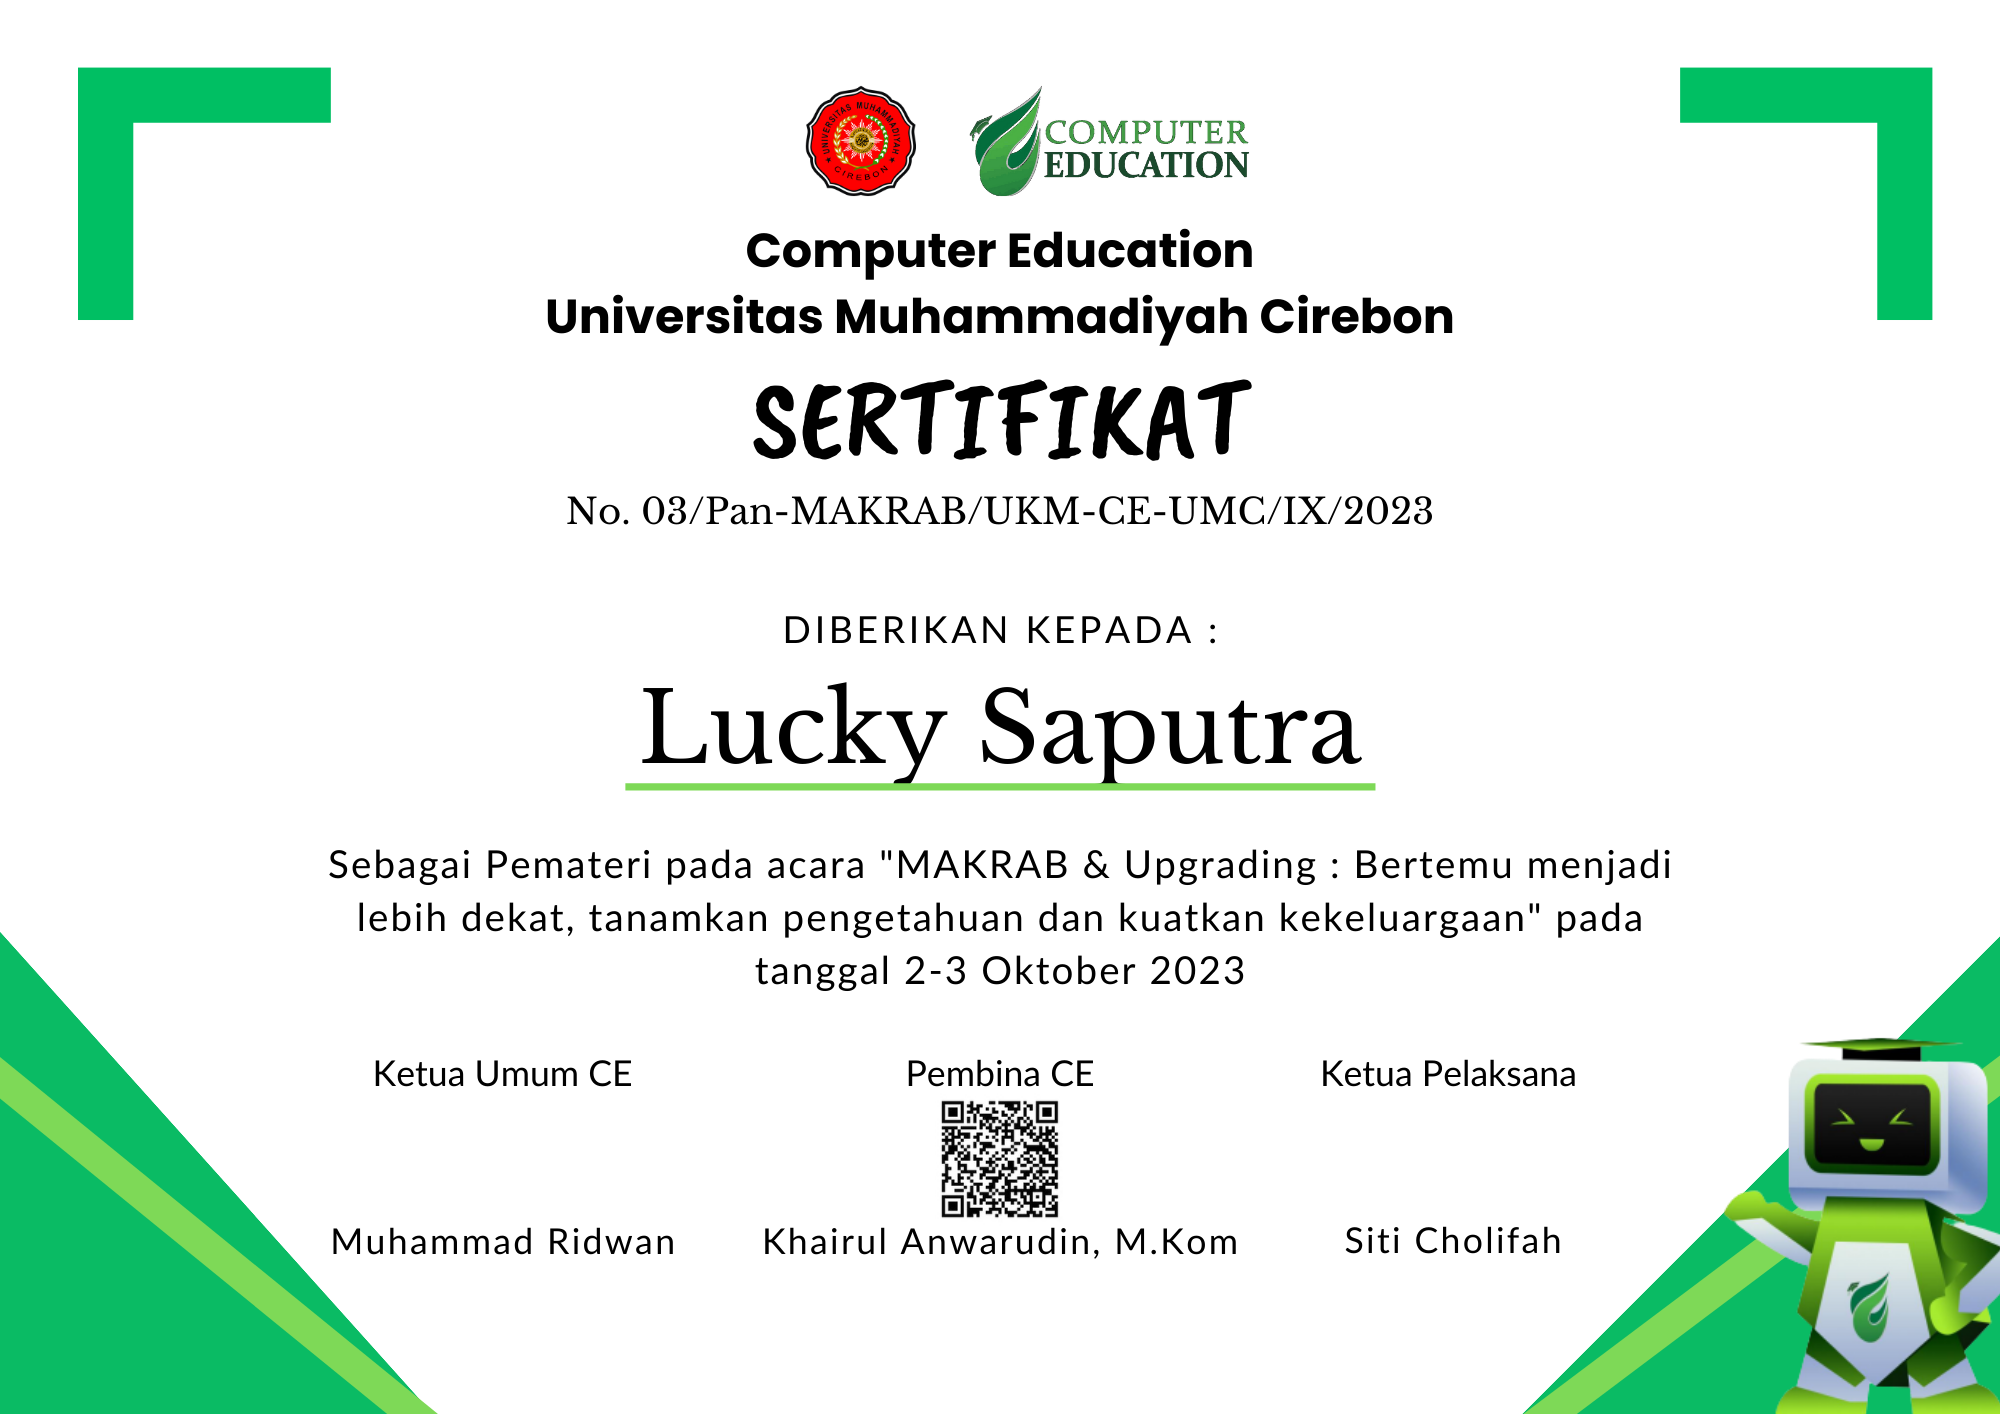 UNIVERSITAS MUHAMMADIYAH
CIREBON
COMPUTER
EDUCATION
Computer Education
Universitas Muhammadiyah Cirebon
SERTIFIKAT
No. 03/Pan-MAKRAB/UKM-CE-UMC/IX/2023
DIBERIKAN KEPADA :
Lucky Saputra
Sebagai Pemateri pada acara "MAKRAB & Upgrading : Bertemu menjadi
lebih dekat, tanamkan pengetahuan dan kuatkan kekeluargaan" pada
tanggal 2-3 Oktober 2023
Ketua Umum CE
Pembina CE
Ketua Pelaksana
Muhammad Ridwan
Khairul Anwarudin, M.Kom
Siti Cholifah